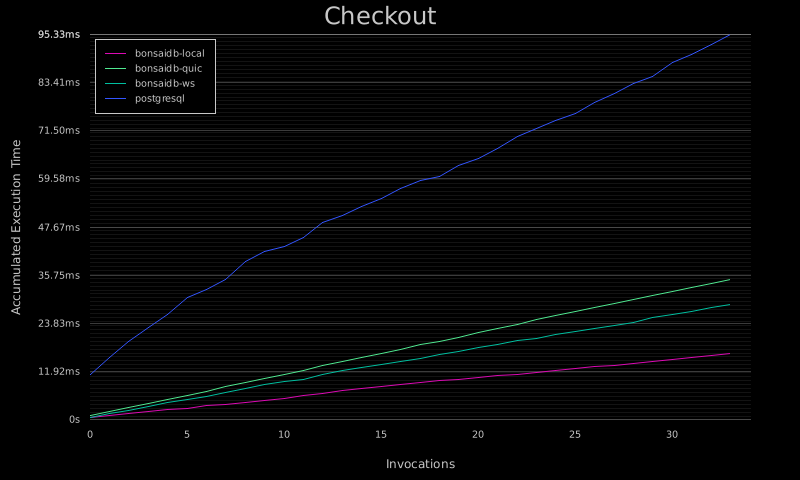 Checkout
95.33ms
bonsaidb-local
bonsaidb-quic
bonsaidb-ws
postgresql
83.41ms
71.50ms
59.58ms
47.67ms
35.75ms
23.83ms
11.92ms
0s
Accumulated Execution Time
0 5 10 15 20 25 30
Invocations